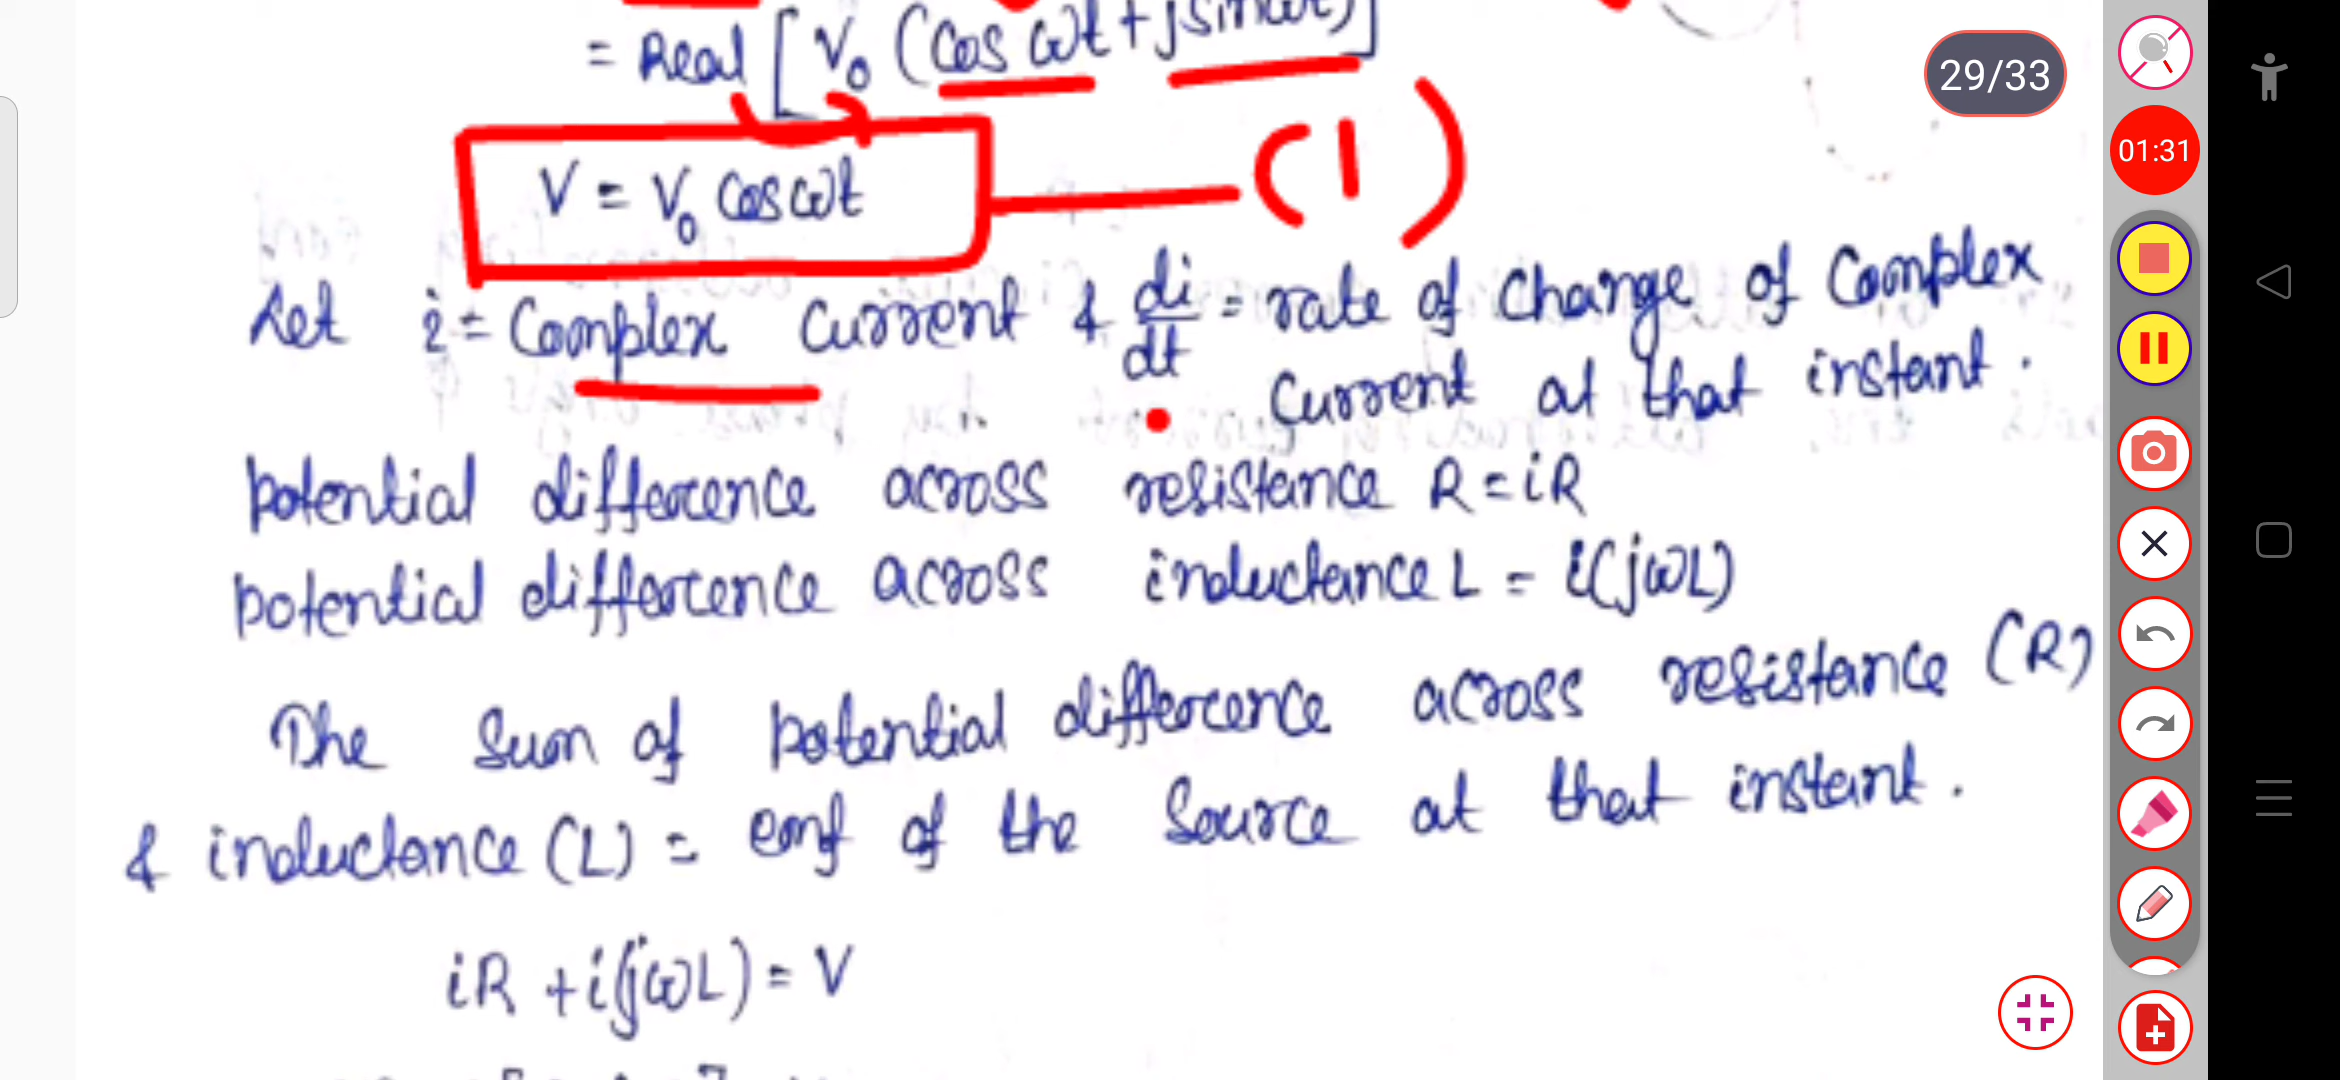 = Real [V₀ (Cos ωt + jsinωt)]
29/33
01:31
V = V₀ Cos ωt (1)
Let i = Complex Current & di/dt = rate of change of Complex
Current at that instant.
potential difference across resistance R = iR
potential difference across inductance L = i(jωL)
The Sum of potential difference across resistance (R)
& inductance (L) = emf of the Source at that instant.
iR + i(jωL) = V